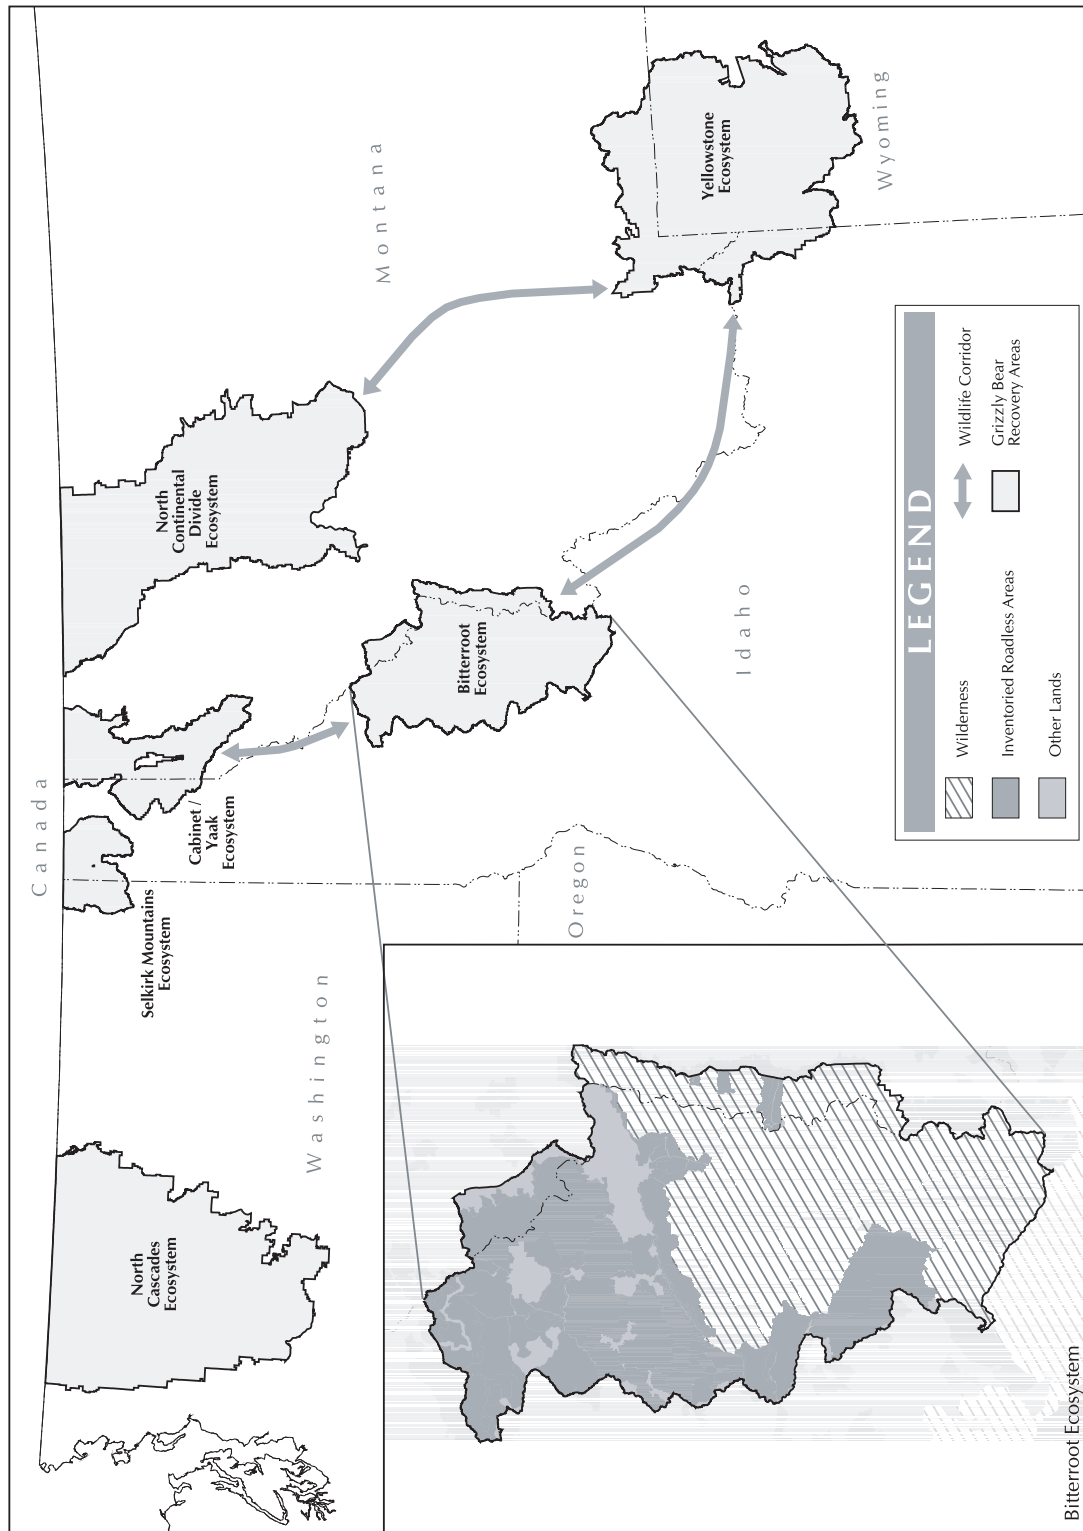 Canada
Washington
Montana
Oregon
Idaho
Wyoming
North
Cascades
Ecosystem
Selkirk Mountains
Ecosystem
Cabinet /
Yaak
Ecosystem
North
Continental
Divide
Ecosystem
Bitterroot
Ecosystem
Yellowstone
Ecosystem
LEGEND
Wilderness
Inventoried Roadless Areas
Other Lands
Wildlife Corridor
Grizzly Bear
Recovery Areas
Bitterroot Ecosystem